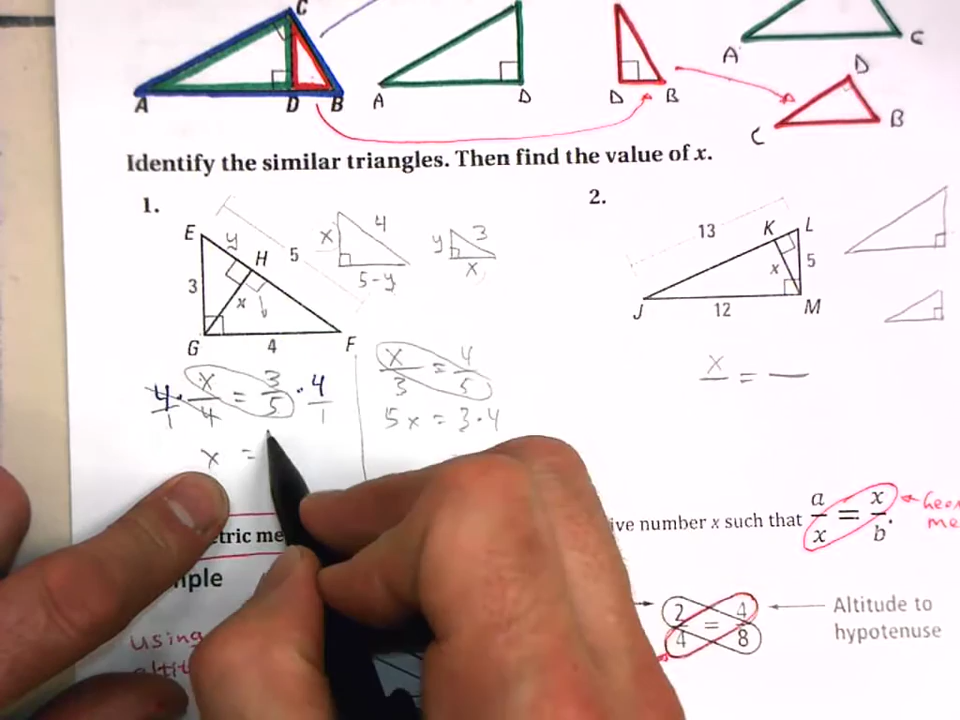 C
A D B
A D
D B
A C
D
C B
Identify the similar triangles. Then find the value of x.
1.
E y H 5
3 x
G 4 F
x 4
5-y
y 3
x
4/1 · x/4 = 3/5 · 4/1
x =
x/3 = 4/5
5x = 3·4
2.
13 K L
x 5
J 12 M
x/ = 
tric me
ive number x such that a/x = x/b.
2/4 = 4/8
Altitude to
hypotenuse
using